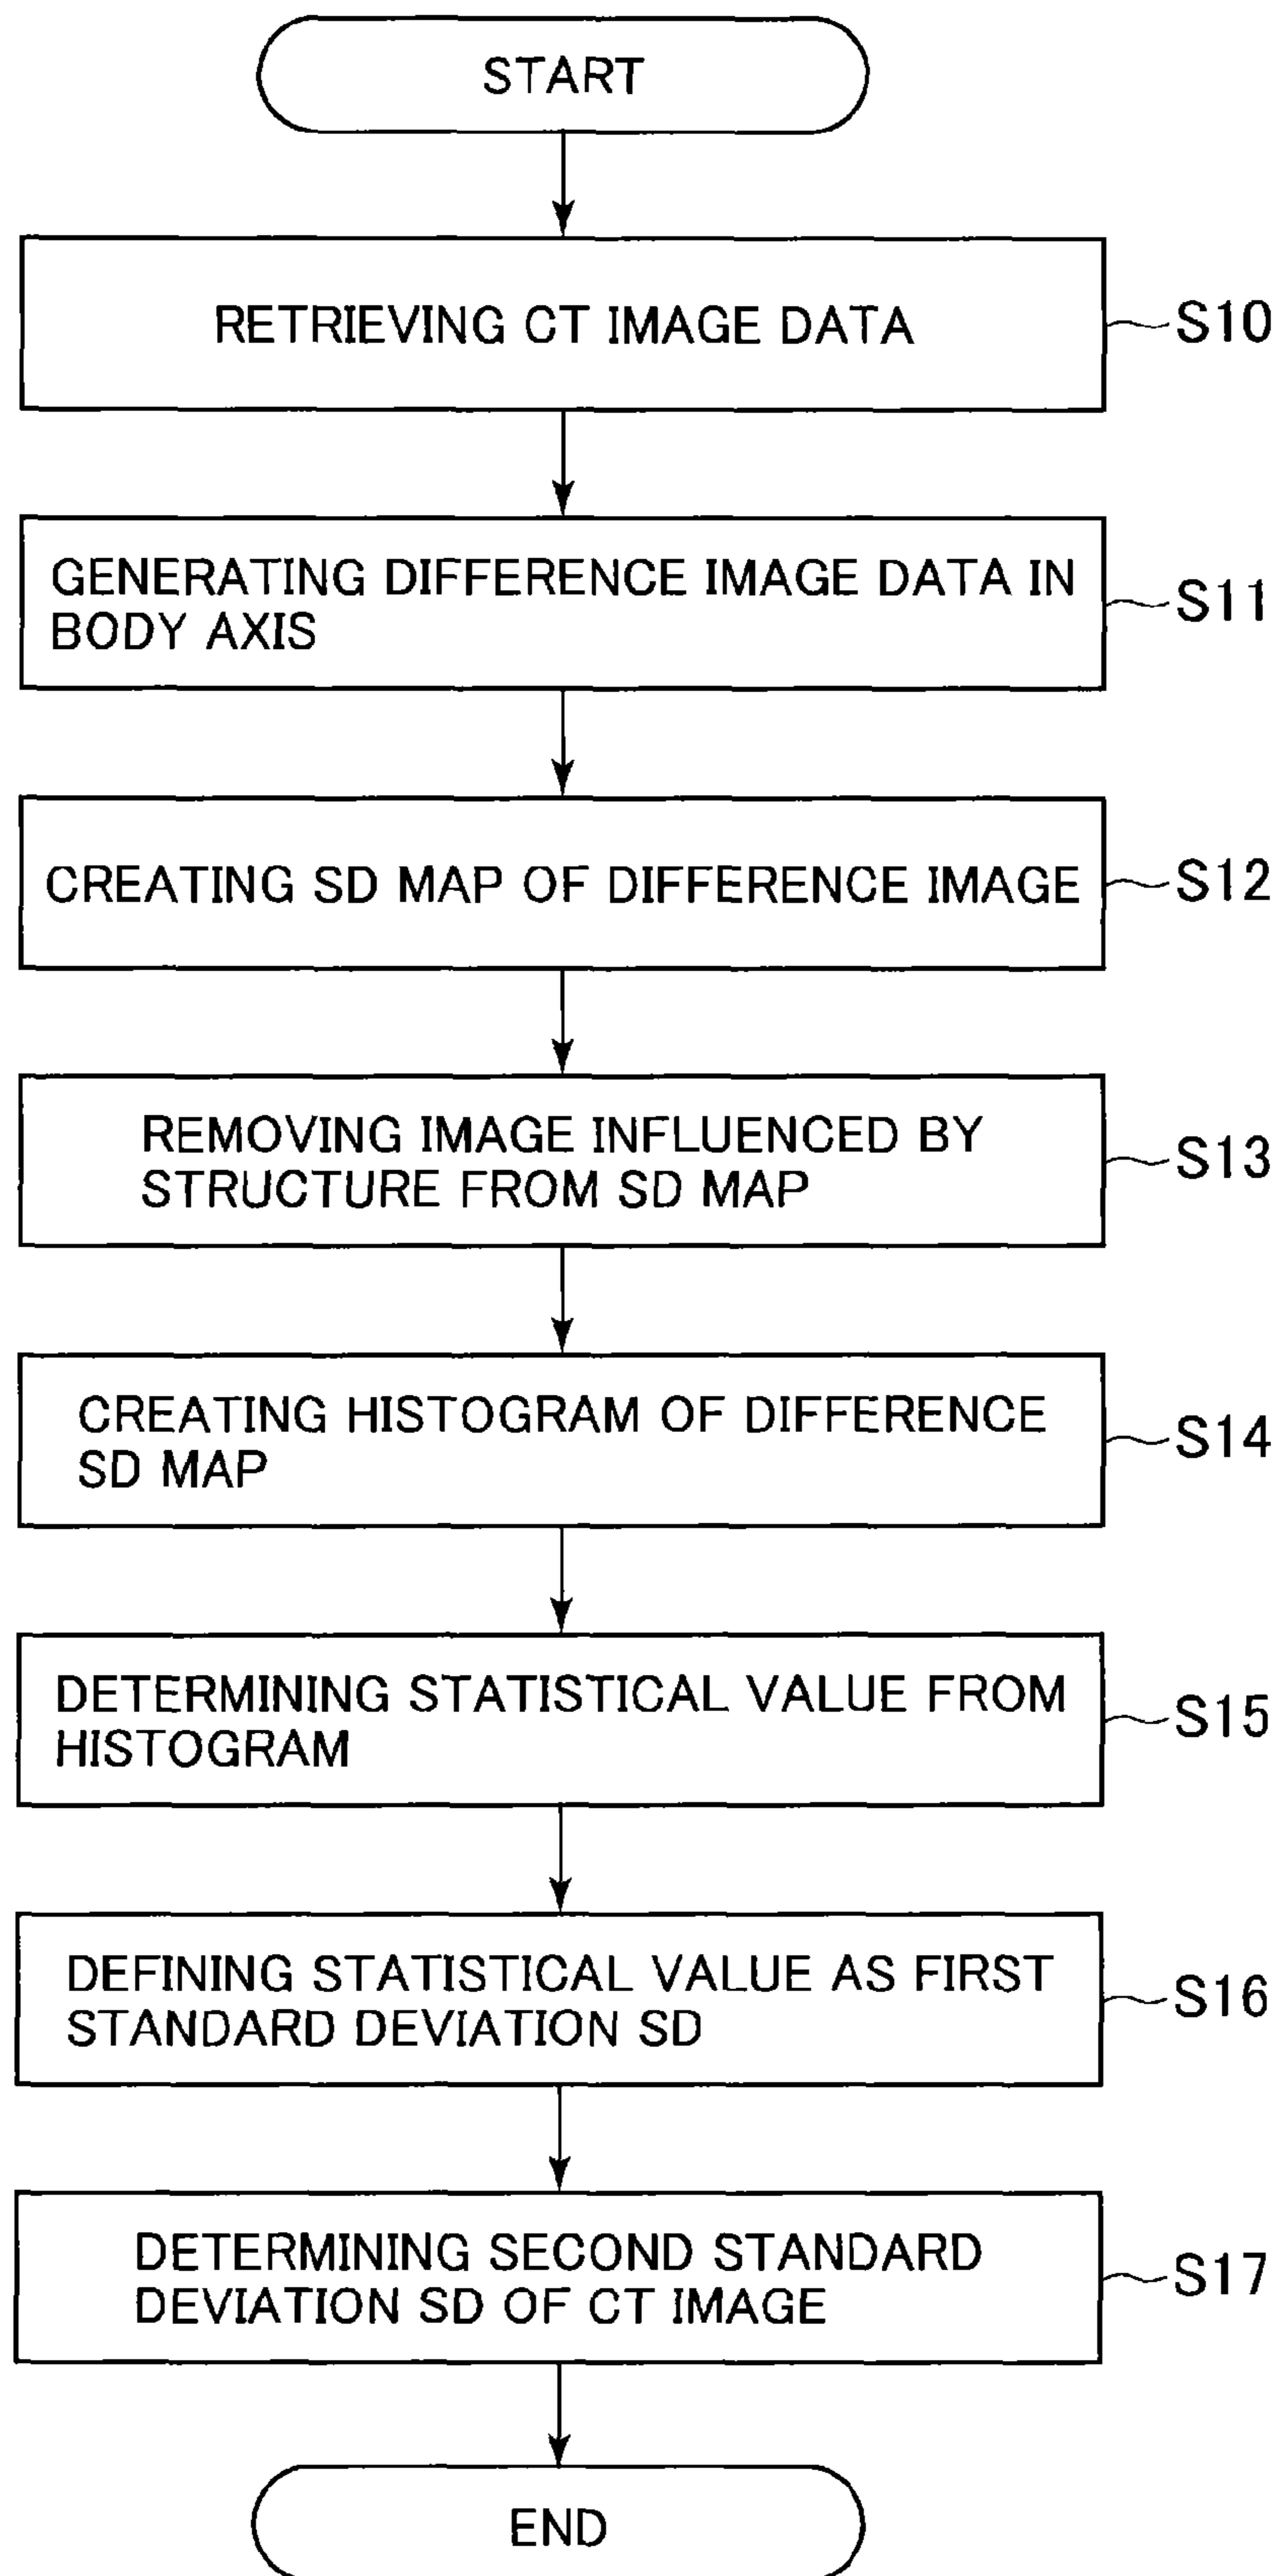 START
RETRIEVING CT IMAGE DATA
S10
GENERATING DIFFERENCE IMAGE DATA IN
BODY AXIS
S11
CREATING SD MAP OF DIFFERENCE IMAGE
S12
REMOVING IMAGE INFLUENCED BY
STRUCTURE FROM SD MAP
S13
CREATING HISTOGRAM OF DIFFERENCE
SD MAP
S14
DETERMINING STATISTICAL VALUE FROM
HISTOGRAM
S15
DEFINING STATISTICAL VALUE AS FIRST
STANDARD DEVIATION SD
S16
DETERMINING SECOND STANDARD
DEVIATION SD OF CT IMAGE
S17
END